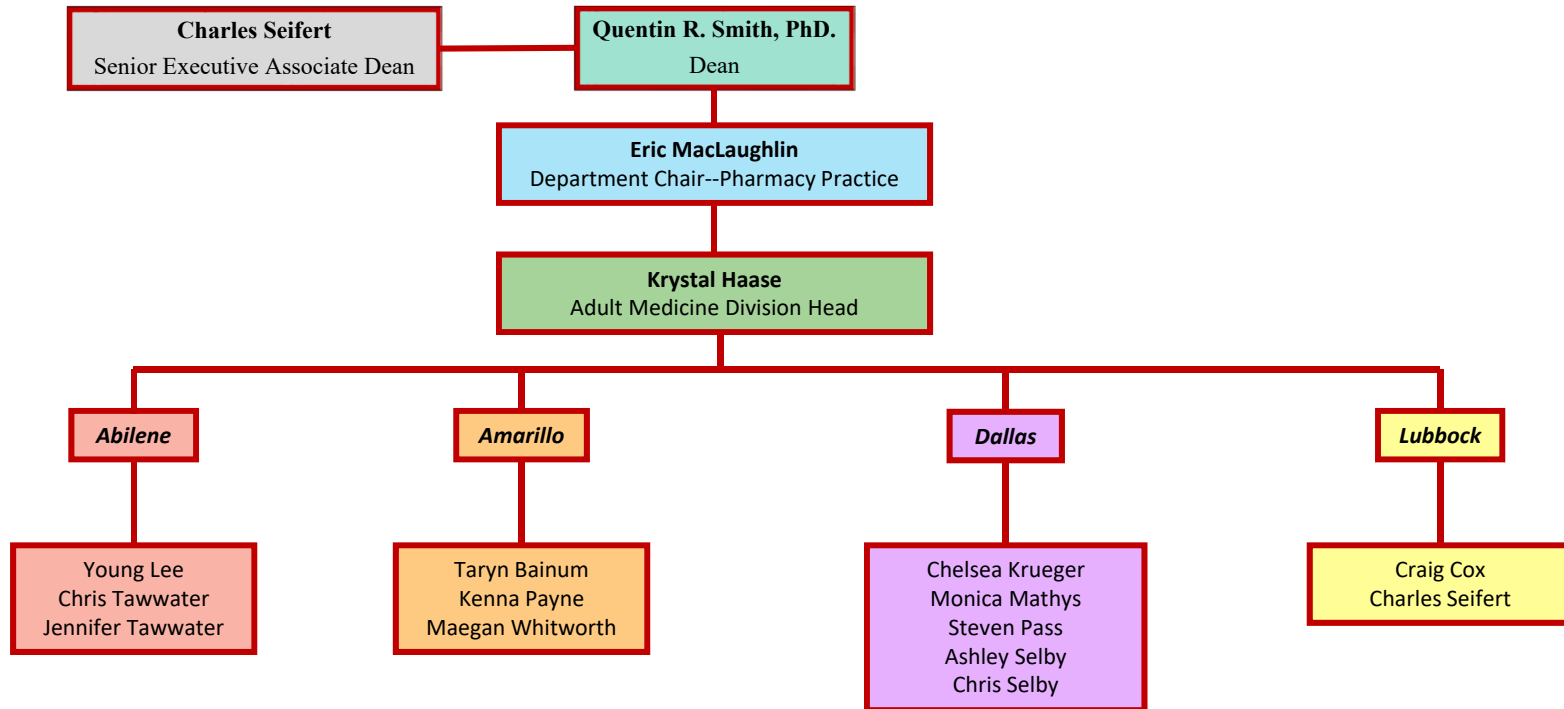 Charles Seifert
Senior Executive Associate Dean
Quentin R. Smith, PhD.
Dean
Eric MacLaughlin
Department Chair--Pharmacy Practice
Krystal Haase
Adult Medicine Division Head
Abilene
Amarillo
Dallas
Lubbock
Young Lee
Chris Tawwater
Jennifer Tawwater
Taryn Bainum
Kenna Payne
Maegan Whitworth
Chelsea Krueger
Monica Mathys
Steven Pass
Ashley Selby
Chris Selby
Craig Cox
Charles Seifert